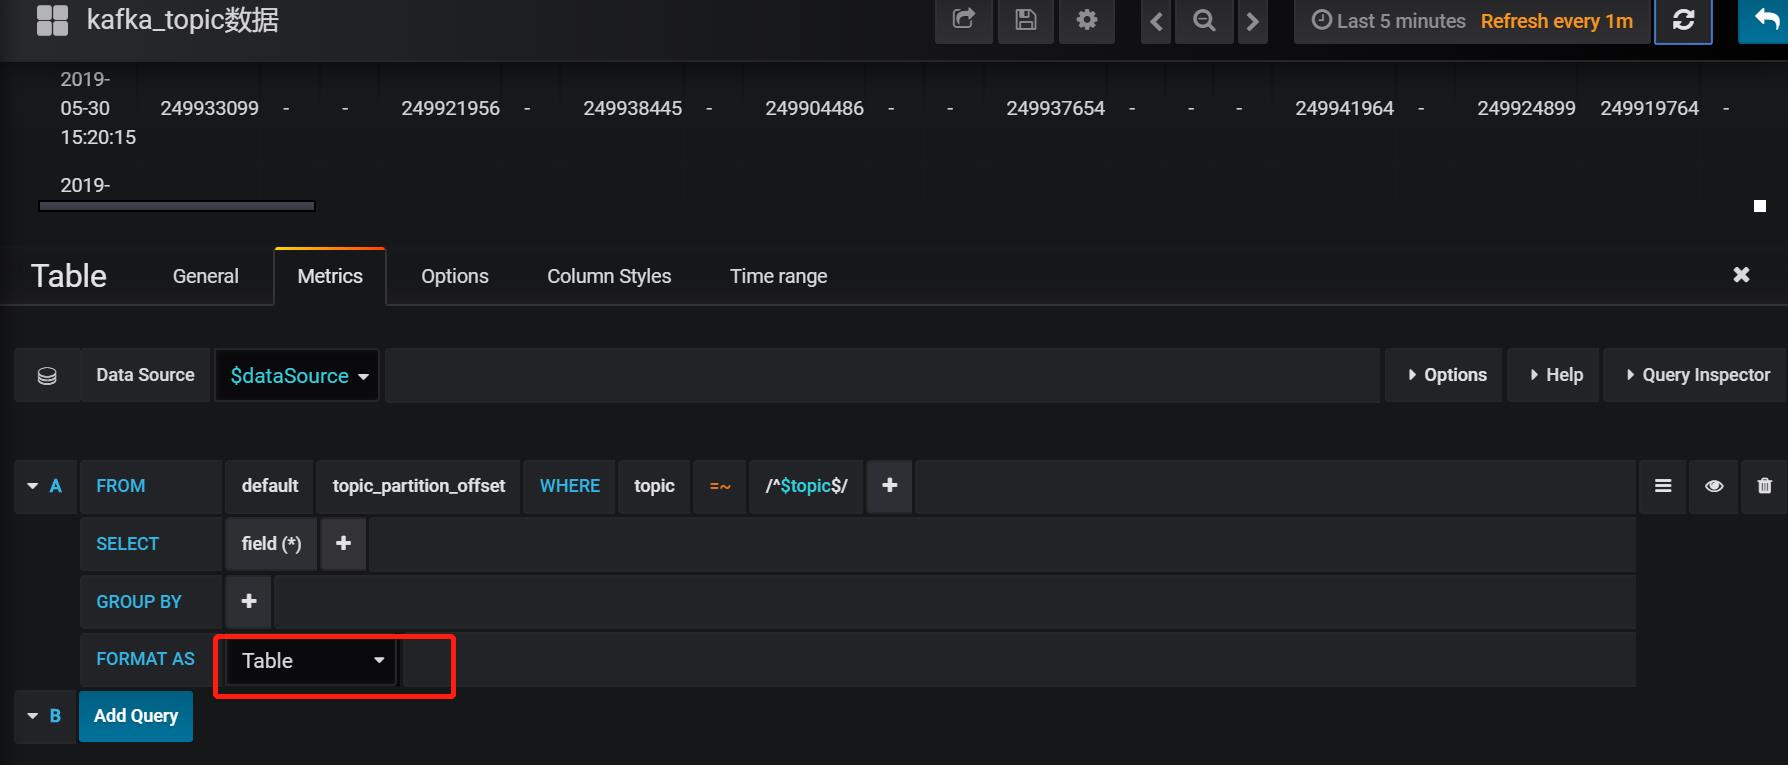 kafka_topic数据
Last 5 minutes Refresh every 1m
2019-
05-30 249933099 - - 249921956 - 249938445 - 249904486 - - 249937654 - - - 249941964 - 249924899 249919764 -
15:20:15
2019-
Table General Metrics Options Column Styles Time range
Data Source $dataSource Options Help Query Inspector
A FROM default topic_partition_offset WHERE topic =~ /^$topic$/ +
SELECT field (*) +
GROUP BY +
FORMAT AS Table
B Add Query